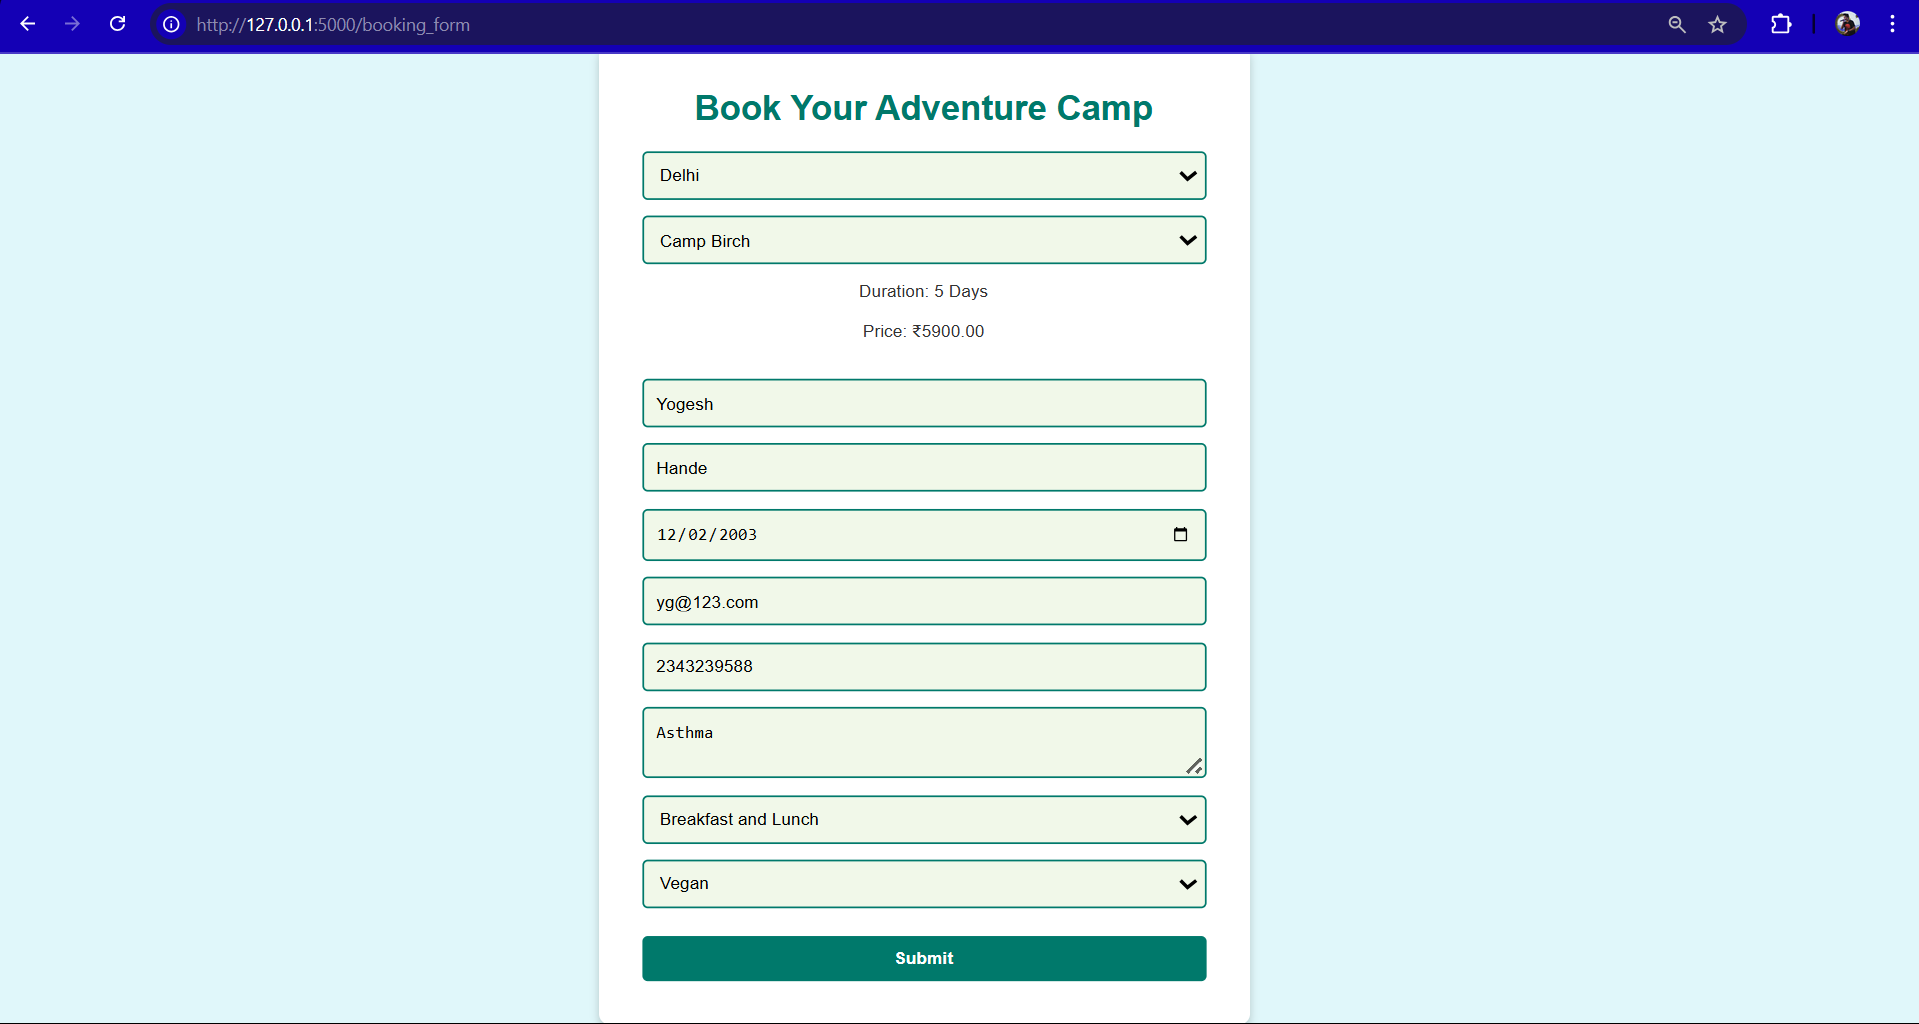 http://127.0.0.1:5000/booking_form
Book Your Adventure Camp
Delhi
Camp Birch
Duration: 5 Days
Price: ₹5900.00
Yogesh
Hande
12/02/2003
yg@123.com
2343239588
Asthma
Breakfast and Lunch
Vegan
Submit